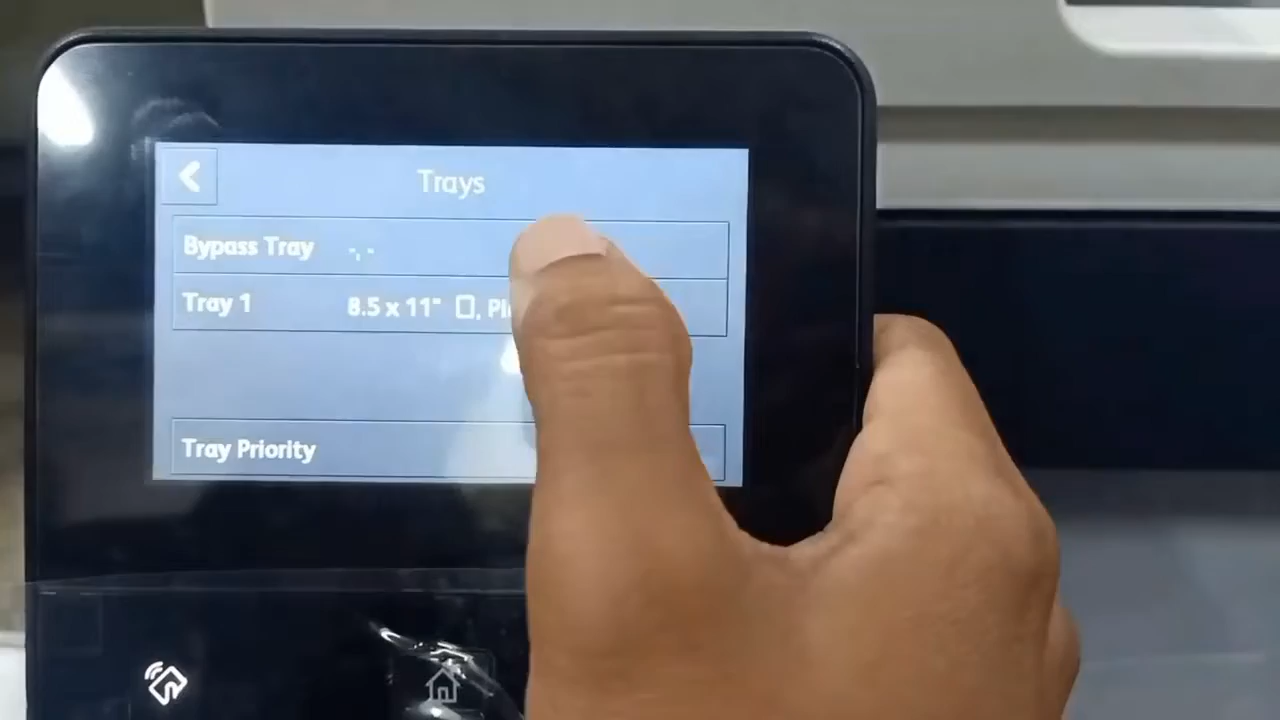 Trays
Bypass Tray -, -
Tray 1 8.5 x 11" ▯,
Tray Priority